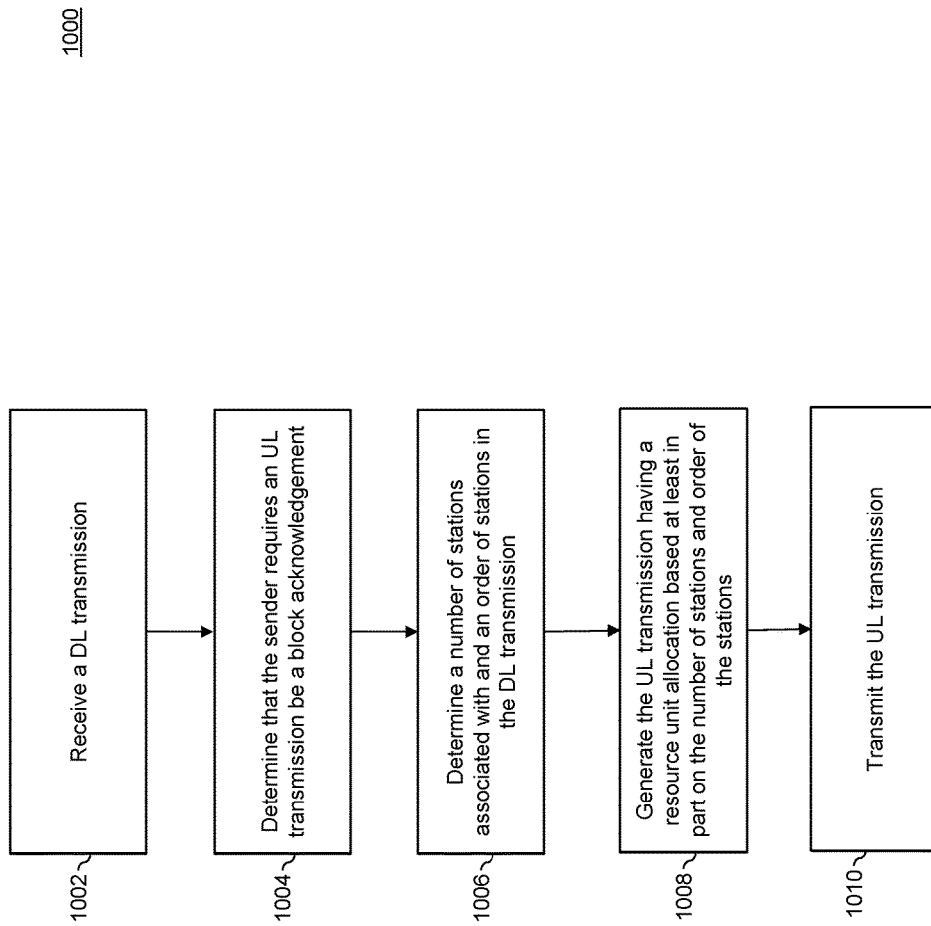 1000
1002
Receive a DL transmission
1004
Determine that the sender requires an UL
transmission be a block acknowledgement
1006
Determine a number of stations
associated with and an order of stations in
the DL transmission
1008
Generate the UL transmission having a
resource unit allocation based at least in
part on the number of stations and order of
the stations
1010
Transmit the UL transmission